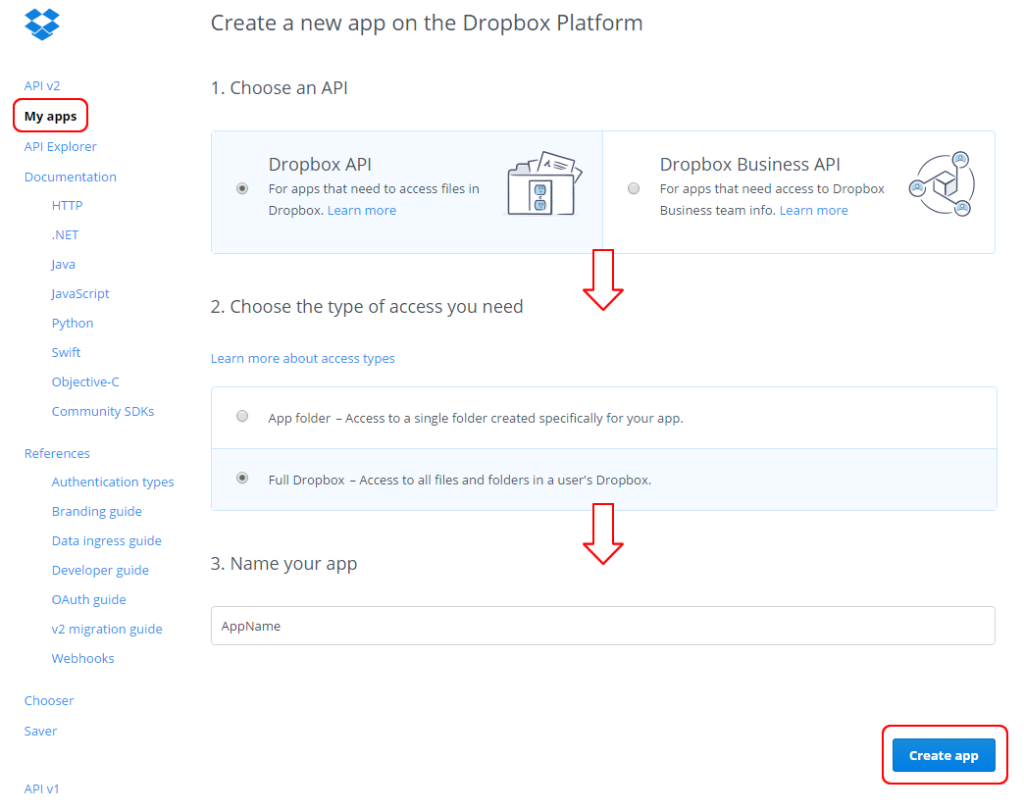 Create a new app on the Dropbox Platform
API v2
My apps
API Explorer
Documentation
HTTP
.NET
Java
JavaScript
Python
Swift
Objective-C
Community SDKs
References
Authentication types
Branding guide
Data ingress guide
Developer guide
OAuth guide
v2 migration guide
Webhooks
Chooser
Saver
API v1
1. Choose an API
Dropbox API
For apps that need to access files in
Dropbox. Learn more
Dropbox Business API
For apps that need access to Dropbox
Business team info. Learn more
2. Choose the type of access you need
Learn more about access types
App folder – Access to a single folder created specifically for your app.
Full Dropbox – Access to all files and folders in a user's Dropbox.
3. Name your app
AppName
Create app